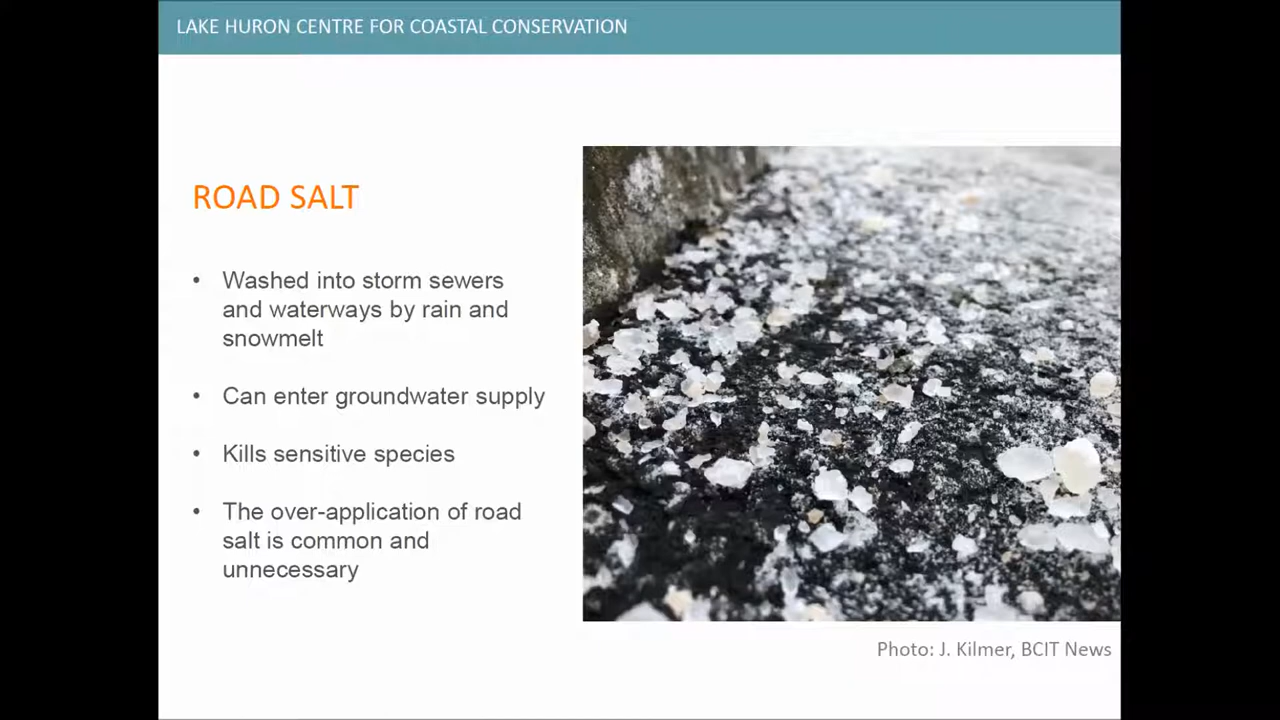 LAKE HURON CENTRE FOR COASTAL CONSERVATION
ROAD SALT
• Washed into storm sewers
and waterways by rain and
snowmelt
• Can enter groundwater supply
• Kills sensitive species
• The over-application of road
salt is common and
unnecessary
Photo: J. Kilmer, BCIT News